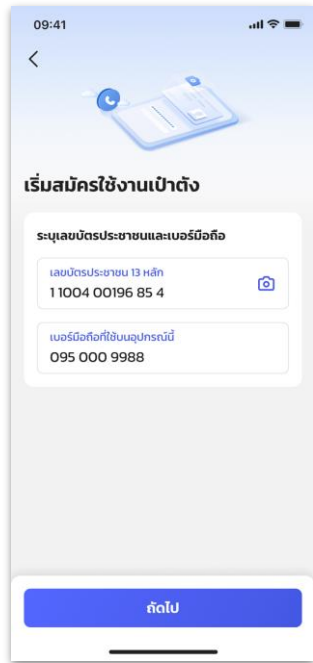 09:41
เริ่มสมัครใช้งานเป๋าตัง
ระบุเลขบัตรประชาชนและเบอร์มือถือ
เลขบัตรประชาชน 13 หลัก
1 1004 00196 85 4
เบอร์มือถือที่ใช้บนอุปกรณ์นี้
095 000 9988
ถัดไป